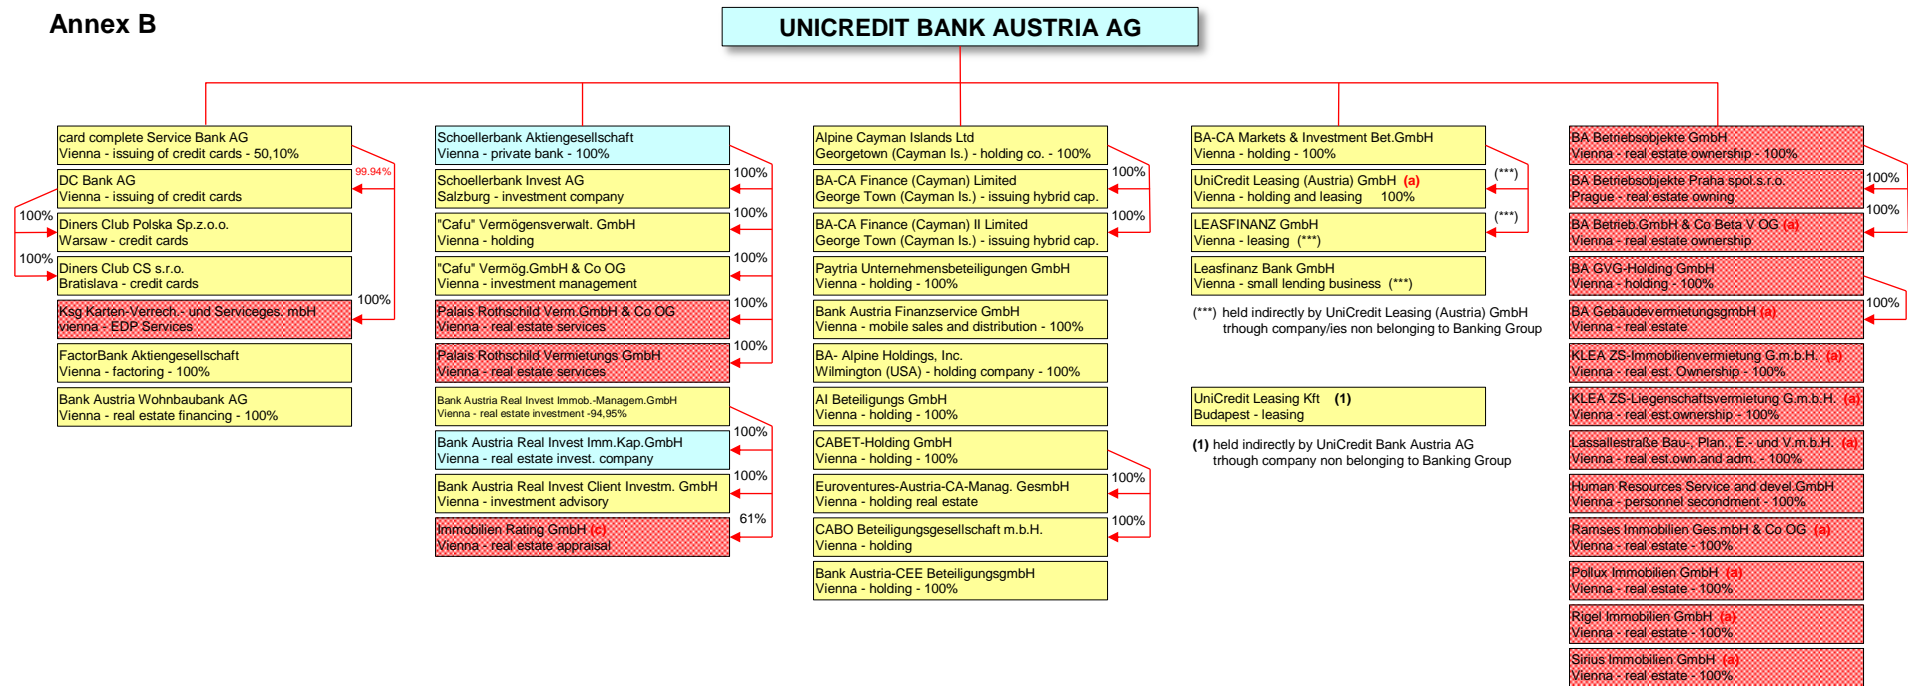 Annex B
UNICREDIT BANK AUSTRIA AG
card complete Service Bank AG
Vienna - issuing of credit cards - 50,10%
99.94%
DC Bank AG
Vienna - issuing of credit cards
100%
Diners Club Polska Sp.z.o.o.
Warsaw - credit cards
100%
Diners Club CS s.r.o.
Bratislava - credit cards
100%
Ksg Karten-Verrech.- und Serviceges. mbH
vienna - EDP Services
FactorBank Aktiengesellschaft
Vienna - factoring - 100%
Bank Austria Wohnbaubank AG
Vienna - real estate financing - 100%
Schoellerbank Aktiengesellschaft
Vienna - private bank - 100%
100%
Schoellerbank Invest AG
Salzburg - investment company
100%
"Cafu" Vermögensverwalt. GmbH
Vienna - holding
100%
"Cafu" Vermög.GmbH & Co OG
Vienna - investment management
100%
Palais Rothschild Verm.GmbH & Co OG
Vienna - real estate services
100%
Palais Rothschild Vermietungs GmbH
Vienna - real estate services
Bank Austria Real Invest Immob.-Managem.GmbH
Vienna - real estate investment -94,95%
100%
Bank Austria Real Invest Imm.Kap.GmbH
Vienna - real estate invest. company
100%
Bank Austria Real Invest Client Investm. GmbH
Vienna - investment advisory
61%
Immobilien Rating GmbH (c)
Vienna - real estate appraisal
Alpine Cayman Islands Ltd
Georgetown (Cayman Is.) - holding co. - 100%
100%
BA-CA Finance (Cayman) Limited
George Town (Cayman Is.) - issuing hybrid cap.
100%
BA-CA Finance (Cayman) II Limited
George Town (Cayman Is.) - issuing hybrid cap.
Paytria Unternehmensbeteiligungen GmbH
Vienna - holding - 100%
Bank Austria Finanzservice GmbH
Vienna - mobile sales and distribution - 100%
BA- Alpine Holdings, Inc.
Wilmington (USA) - holding company - 100%
AI Beteiligungs GmbH
Vienna - holding - 100%
CABET-Holding GmbH
Vienna - holding - 100%
100%
Euroventures-Austria-CA-Manag. GesmbH
Vienna - holding real estate
100%
CABO Beteiligungsgesellschaft m.b.H.
Vienna - holding
Bank Austria-CEE BeteiligungsgmbH
Vienna - holding - 100%
BA-CA Markets & Investment Bet.GmbH
Vienna - holding - 100%
(***)
UniCredit Leasing (Austria) GmbH (a)
Vienna - holding and leasing 100%
(***)
LEASFINANZ GmbH
Vienna - leasing (***)
Leasfinanz Bank GmbH
Vienna - small lending business (***)
(***) held indirectly by UniCredit Leasing (Austria) GmbH
trhough company/ies non belonging to Banking Group
UniCredit Leasing Kft (1)
Budapest - leasing
(1) held indirectly by UniCredit Bank Austria AG
trhough company non belonging to Banking Group
BA Betriebsobjekte GmbH
Vienna - real estate ownership - 100%
100%
BA Betriebsobjekte Praha spol.s.r.o.
Prague - real estate owning
100%
BA Betrieb.GmbH & Co Beta V OG (a)
Vienna - real estate ownership
BA GVG-Holding GmbH
Vienna - holding - 100%
100%
BA GebäudevermietungsgmbH (a)
Vienna - real estate
KLEA ZS-Immobilienvermietung G.m.b.H. (a)
Vienna - real est. Ownership - 100%
KLEA ZS-Liegenschaftsvermietung G.m.b.H. (a)
Vienna - real est.ownership - 100%
Lassallestraße Bau-, Plan., E.- und V.m.b.H. (a)
Vienna - real est.own.and adm. - 100%
Human Resources Service and devel.GmbH
Vienna - personnel secondment - 100%
Ramses Immobilien Ges.mbH & Co OG (a)
Vienna - real estate - 100%
Pollux Immobilien GmbH (a)
Vienna - real estate - 100%
Rigel Immobilien GmbH (a)
Vienna - real estate - 100%
Sirius Immobilien GmbH (a)
Vienna - real estate - 100%